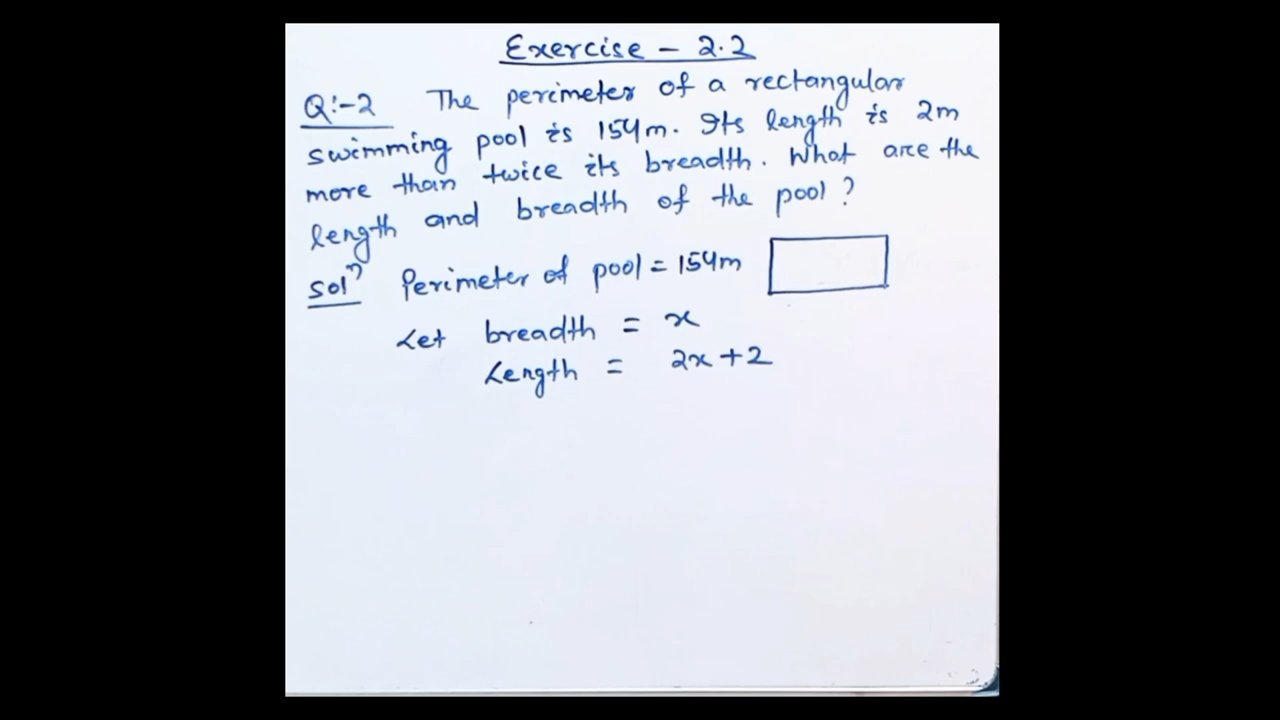 Exercise - 2.2
Q:-2 The perimeter of a rectangular
swimming pool is 154m. Its length is 2m
more than twice its breadth. What are the
length and breadth of the pool?
Solⁿ Perimeter of pool = 154m
Let breadth = x
Length = 2x+2